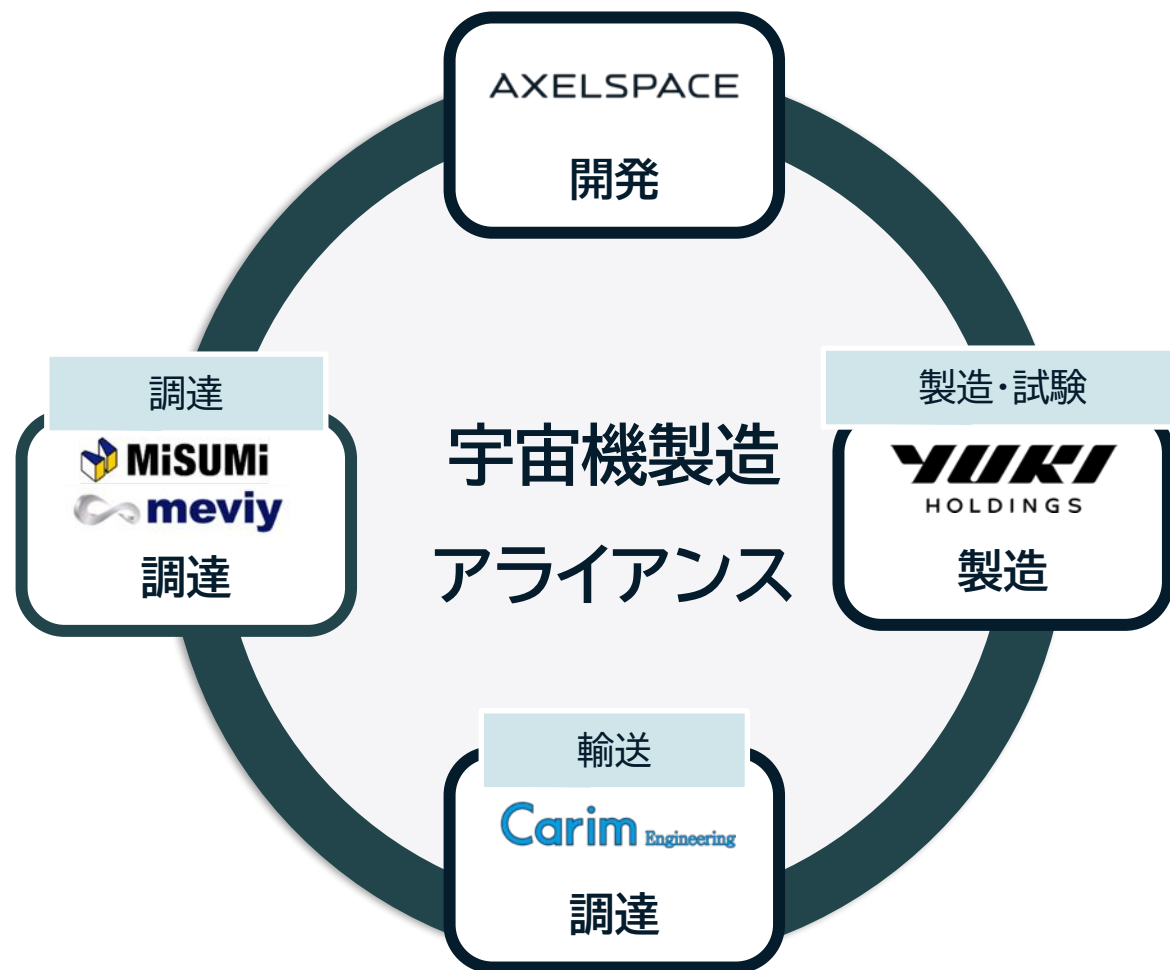 AXELSPACE
開発
調達
MiSUMi
meviy
調達
宇宙機製造
アライアンス
製造・試験
YUKI
HOLDINGS
製造
輸送
Carim Engineering
調達